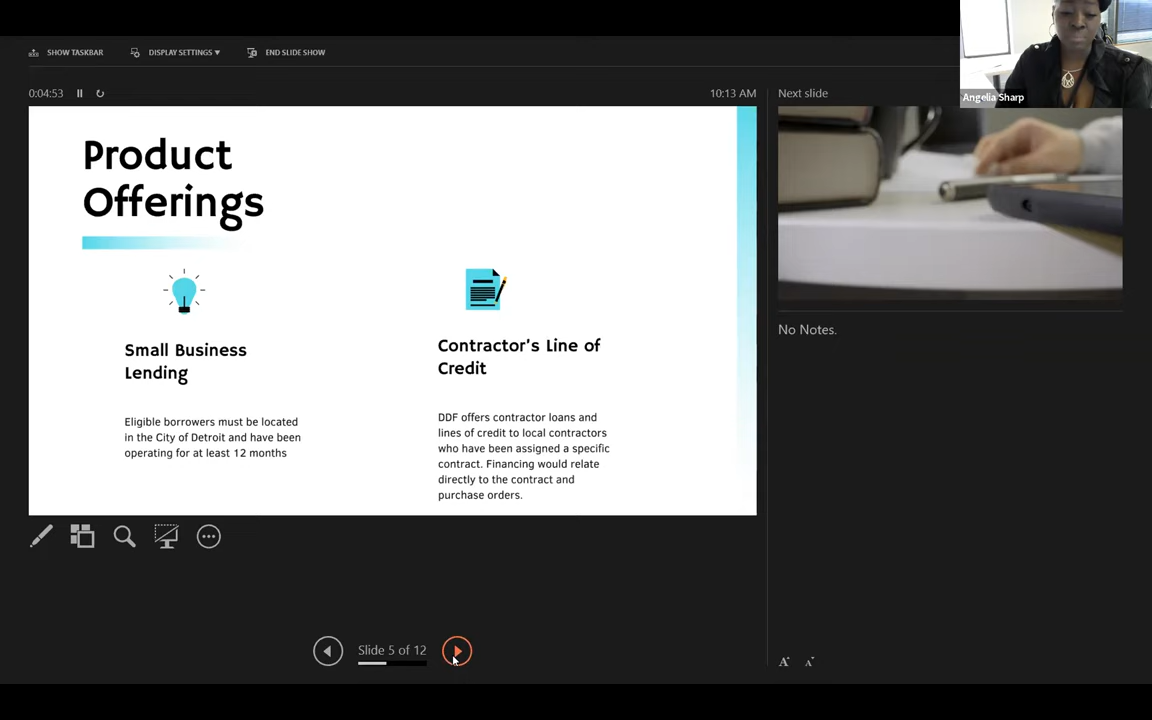 SHOW TASKBAR
DISPLAY SETTINGS ▼
END SLIDE SHOW
Angelia Sharp
0:04:53
10:13 AM
Next slide
Product
Offerings
Small Business
Lending
Eligible borrowers must be located
in the City of Detroit and have been
operating for at least 12 months
Contractor's Line of
Credit
DDF offers contractor loans and
lines of credit to local contractors
who have been assigned a specific
contract. Financing would relate
directly to the contract and
purchase orders.
No Notes.
Slide 5 of 12
A A